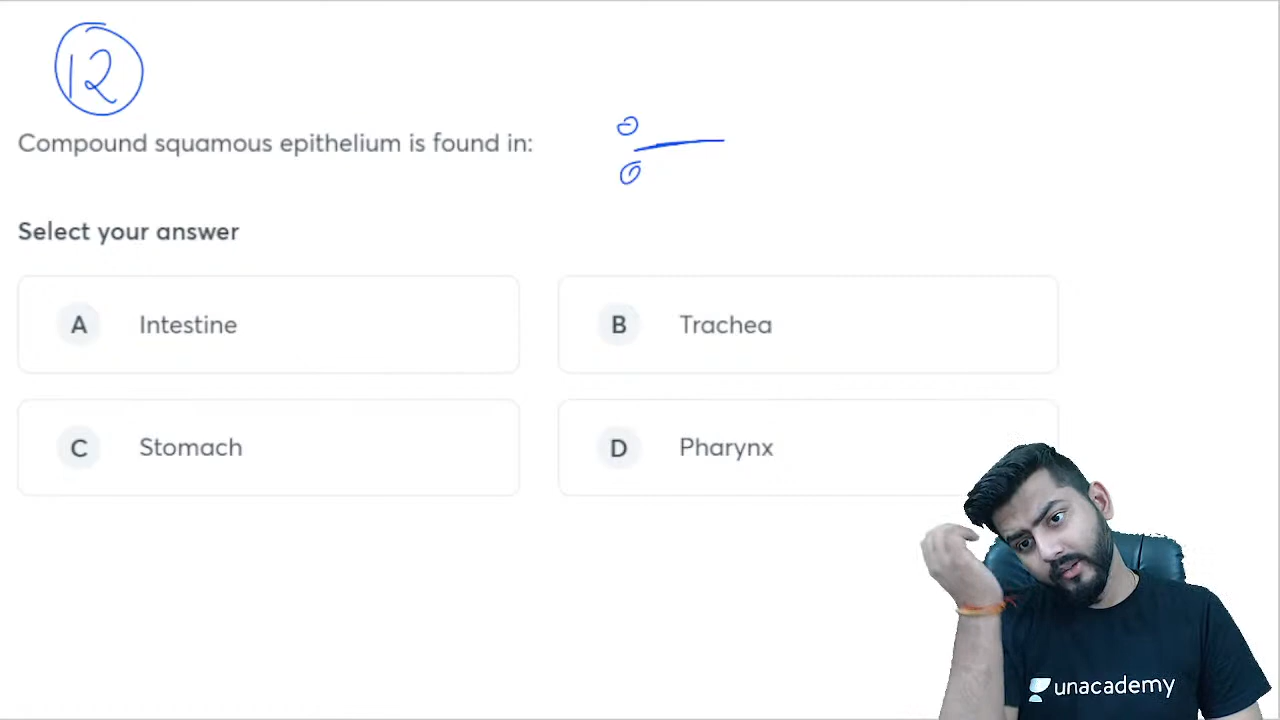 12
Compound squamous epithelium is found in:
Select your answer
A Intestine
B Trachea
C Stomach
D Pharynx
unacademy